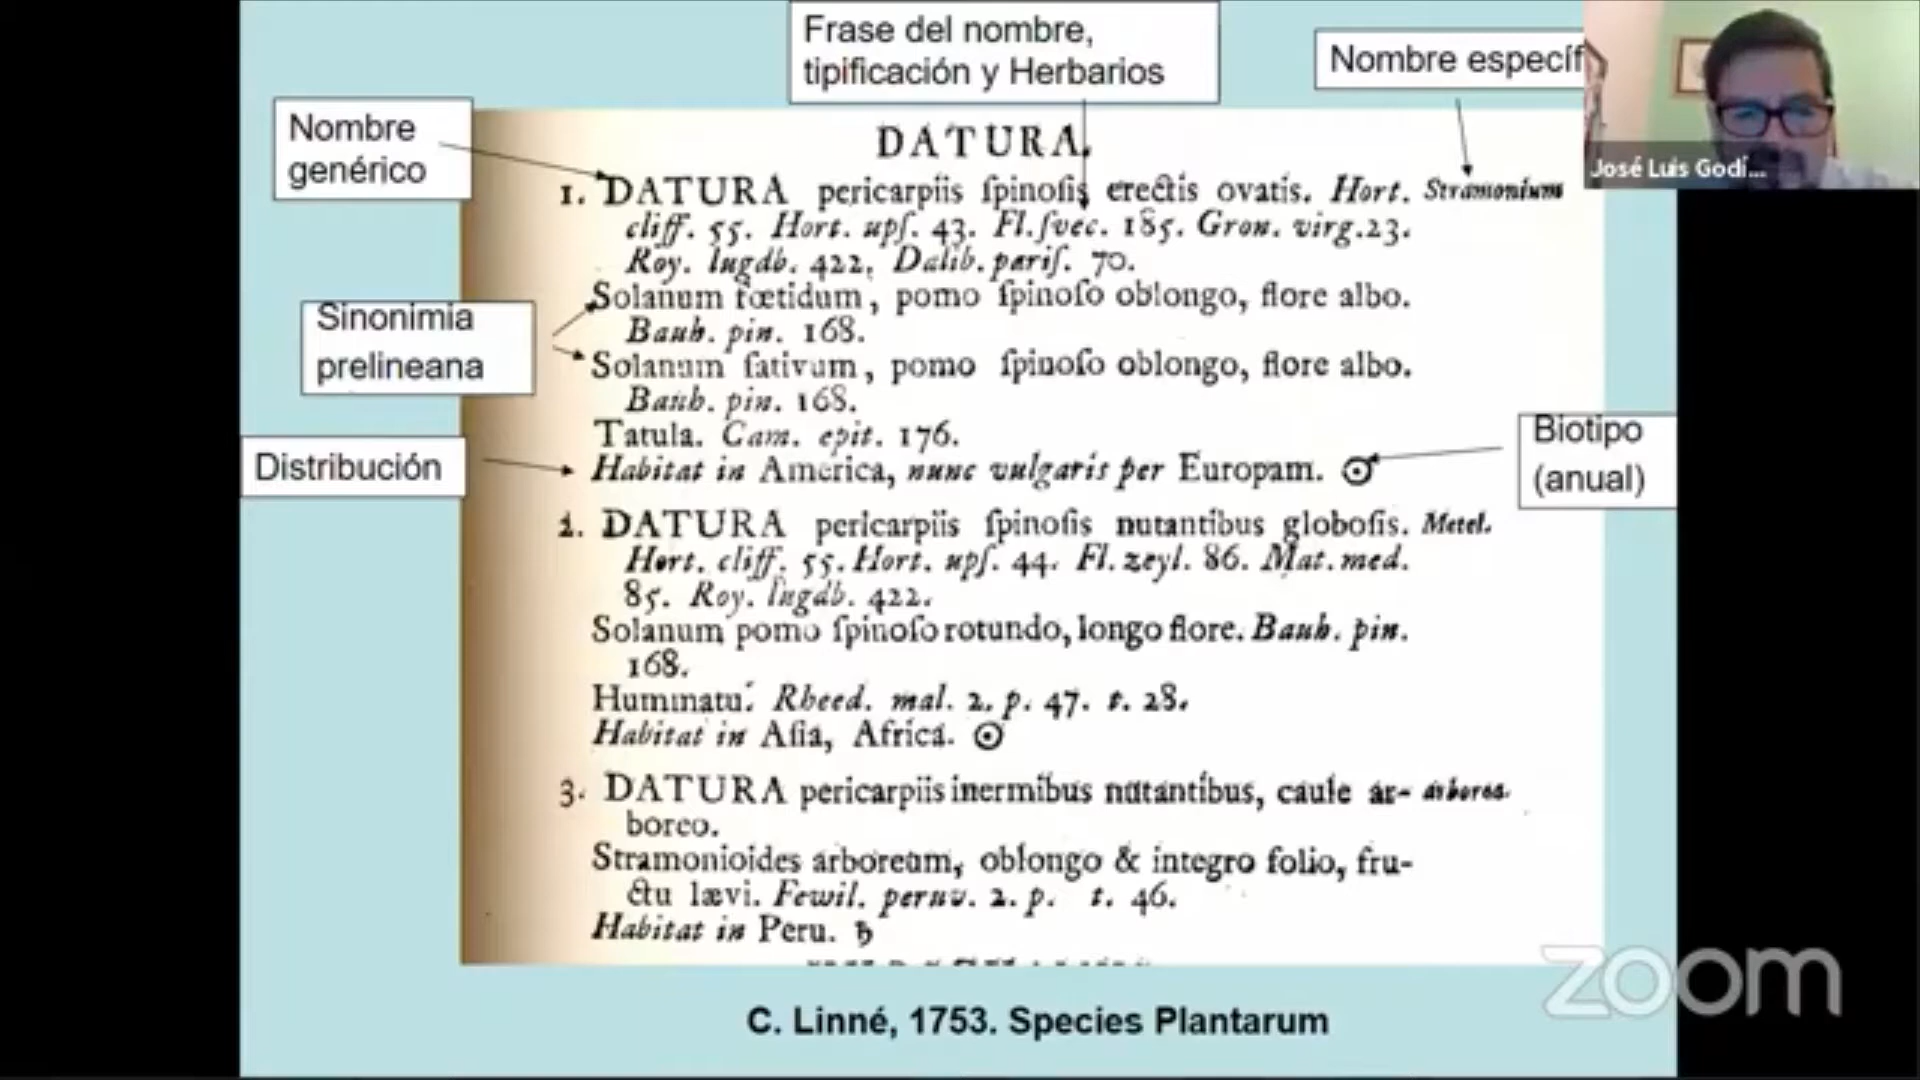 Frase del nombre,
tipificación y Herbarios
Nombre específ
Nombre
genérico
José Luis Godí...
DATURA.
1. DATURA pericarpiis ſpinoſis erectis ovatis. Hort. Stramonium
cliff. 55. Hort. upſ. 43. Fl. ſvec. 185. Gron. virg. 23.
Roy. lugdb. 422. Dalib. pariſ. 70.
Solanum fœtidum, pomo ſpinoſo oblongo, flore albo.
Bauh. pin. 168.
Solanum ſativum, pomo ſpinoſo oblongo, flore albo.
Bauh. pin. 168.
Tatula. Cam. epit. 176.
Habitat in America, nunc vulgaris per Europam. ☉
Sinonimia
prelineana
Distribución
Biotipo
(anual)
2. DATURA pericarpiis ſpinoſis nutantibus globoſis. Metel.
Hort. cliff. 55. Hort. upſ. 44. Fl. zeyl. 86. Mat. med.
85. Roy. lugdb. 422.
Solanum pomo ſpinoſo rotundo, longo flore. Bauh. pin.
168.
Hummatu. Rheed. mal. 2. p. 47. t. 28.
Habitat in Aſia, Africa. ☉
3. DATURA pericarpiis inermibus nutantibus, caule ar- arborea.
boreo.
Stramonioides arboreum, oblongo & integro folio, fru-
ctu lævi. Fewil. peruv. 2. p. t. 46.
Habitat in Peru. ♄
C. Linné, 1753. Species Plantarum
zoom